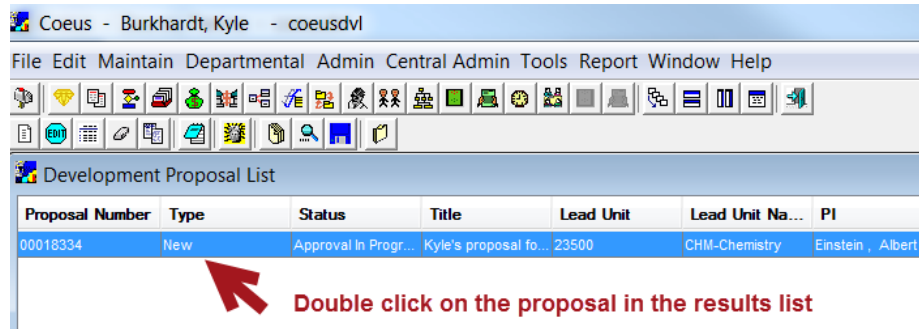 Coeus - Burkhardt, Kyle - coeusdvl
File Edit Maintain Departmental Admin Central Admin Tools Report Window Help
EDIT
Development Proposal List
Proposal Number Type Status Title Lead Unit Lead Unit Na... PI
00018334 New Approval In Progr... Kyle's proposal fo... 23500 CHM-Chemistry Einstein , Albert
Double click on the proposal in the results list